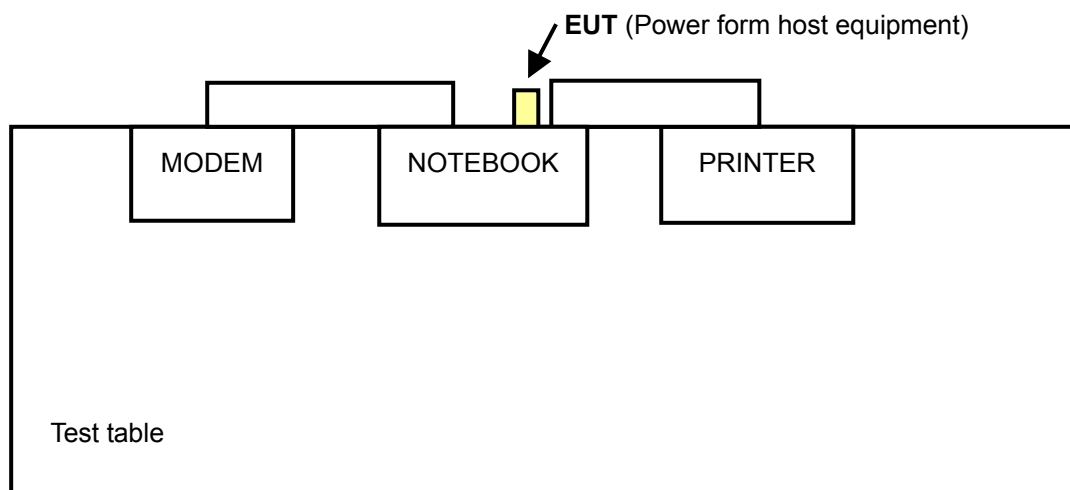 EUT (Power form host equipment)
MODEM
NOTEBOOK
PRINTER
Test table